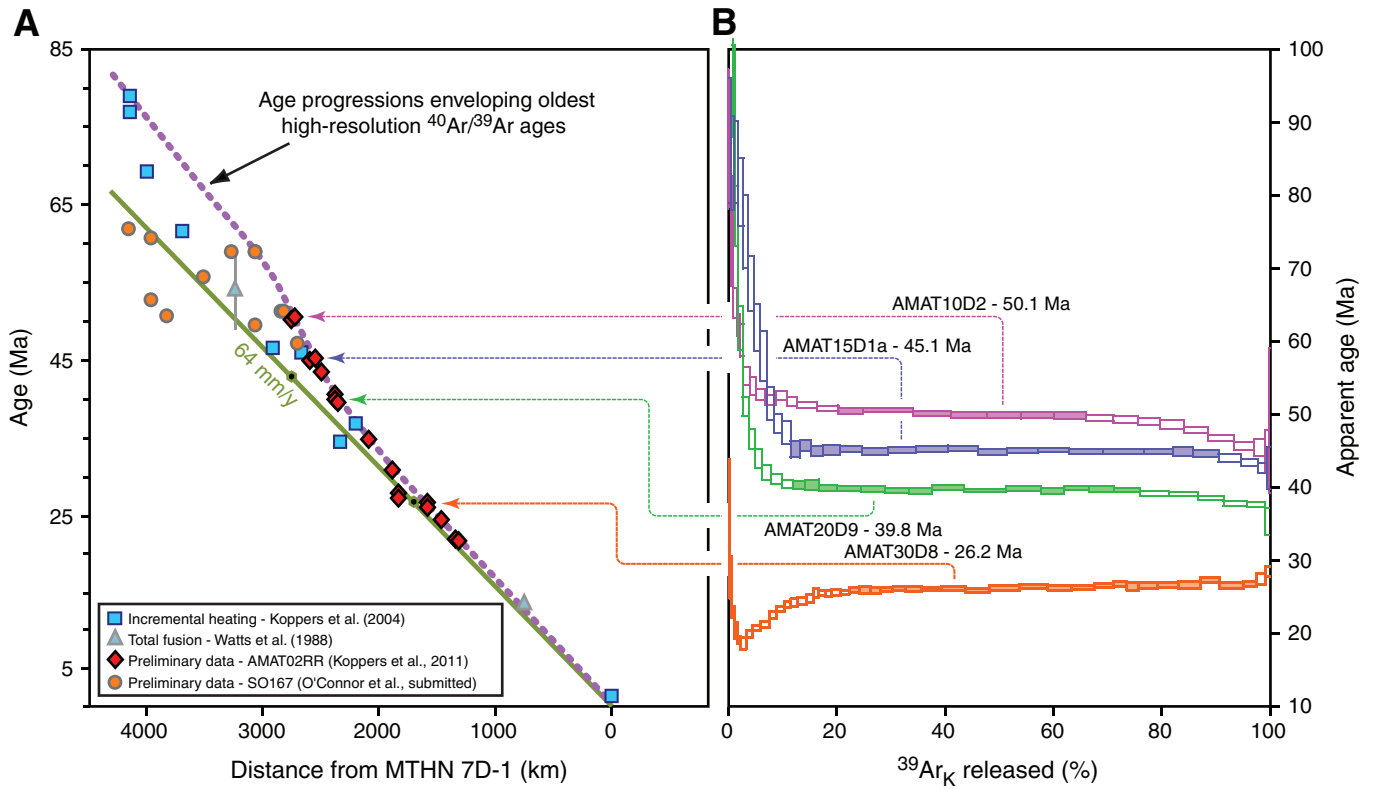 A
B
85
65
45
25
5
Age (Ma)
Age progressions enveloping oldest
high-resolution 40Ar/39Ar ages
64 mm/y
Incremental heating - Koppers et al. (2004)
Total fusion - Watts et al. (1988)
Preliminary data - AMAT02RR (Koppers et al., 2011)
Preliminary data - SO167 (O'Connor et al., submitted)
4000 3000 2000 1000 0
Distance from MTHN 7D-1 (km)
AMAT10D2 - 50.1 Ma
AMAT15D1a - 45.1 Ma
AMAT20D9 - 39.8 Ma
AMAT30D8 - 26.2 Ma
100
90
80
70
60
50
40
30
20
10
Apparent age (Ma)
0 20 40 60 80 100
39ArK released (%)